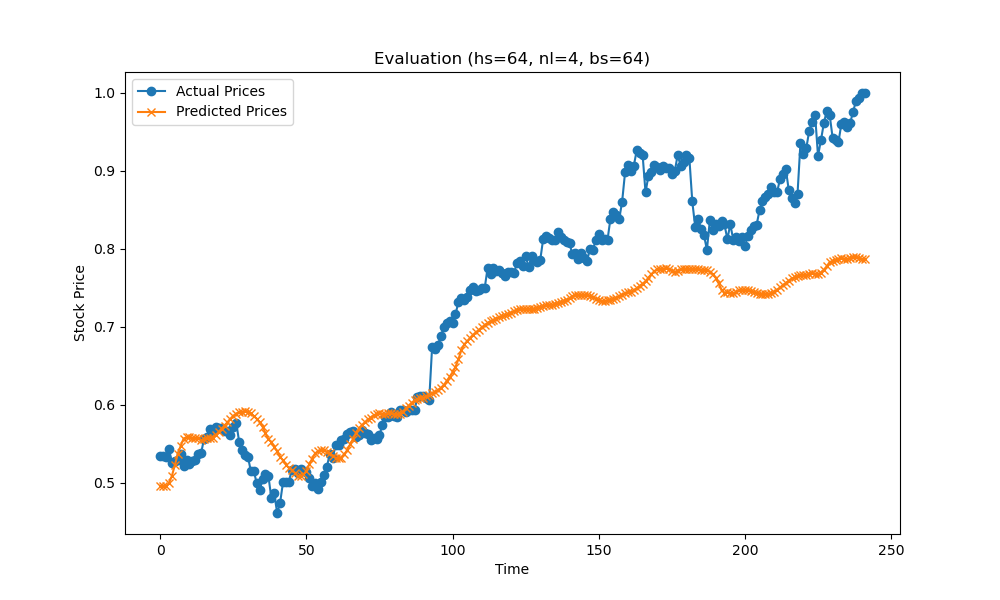 Evaluation (hs=64, nl=4, bs=64)
Actual Prices
Predicted Prices
1.0
0.9
0.8
0.7
0.6
0.5
Stock Price
0
50
100
150
200
250
Time